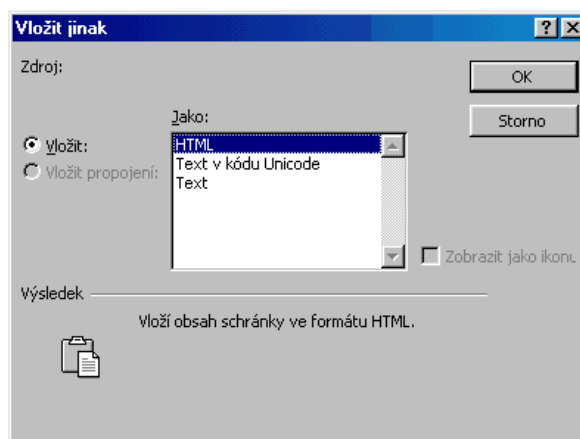 Vložit jinak
Zdroj:
OK
Storno
Jako:
Vložit:
Vložit propojení:
HTML
Text v kódu Unicode
Text
Zobrazit jako ikonu
Výsledek
Vloží obsah schránky ve formátu HTML.